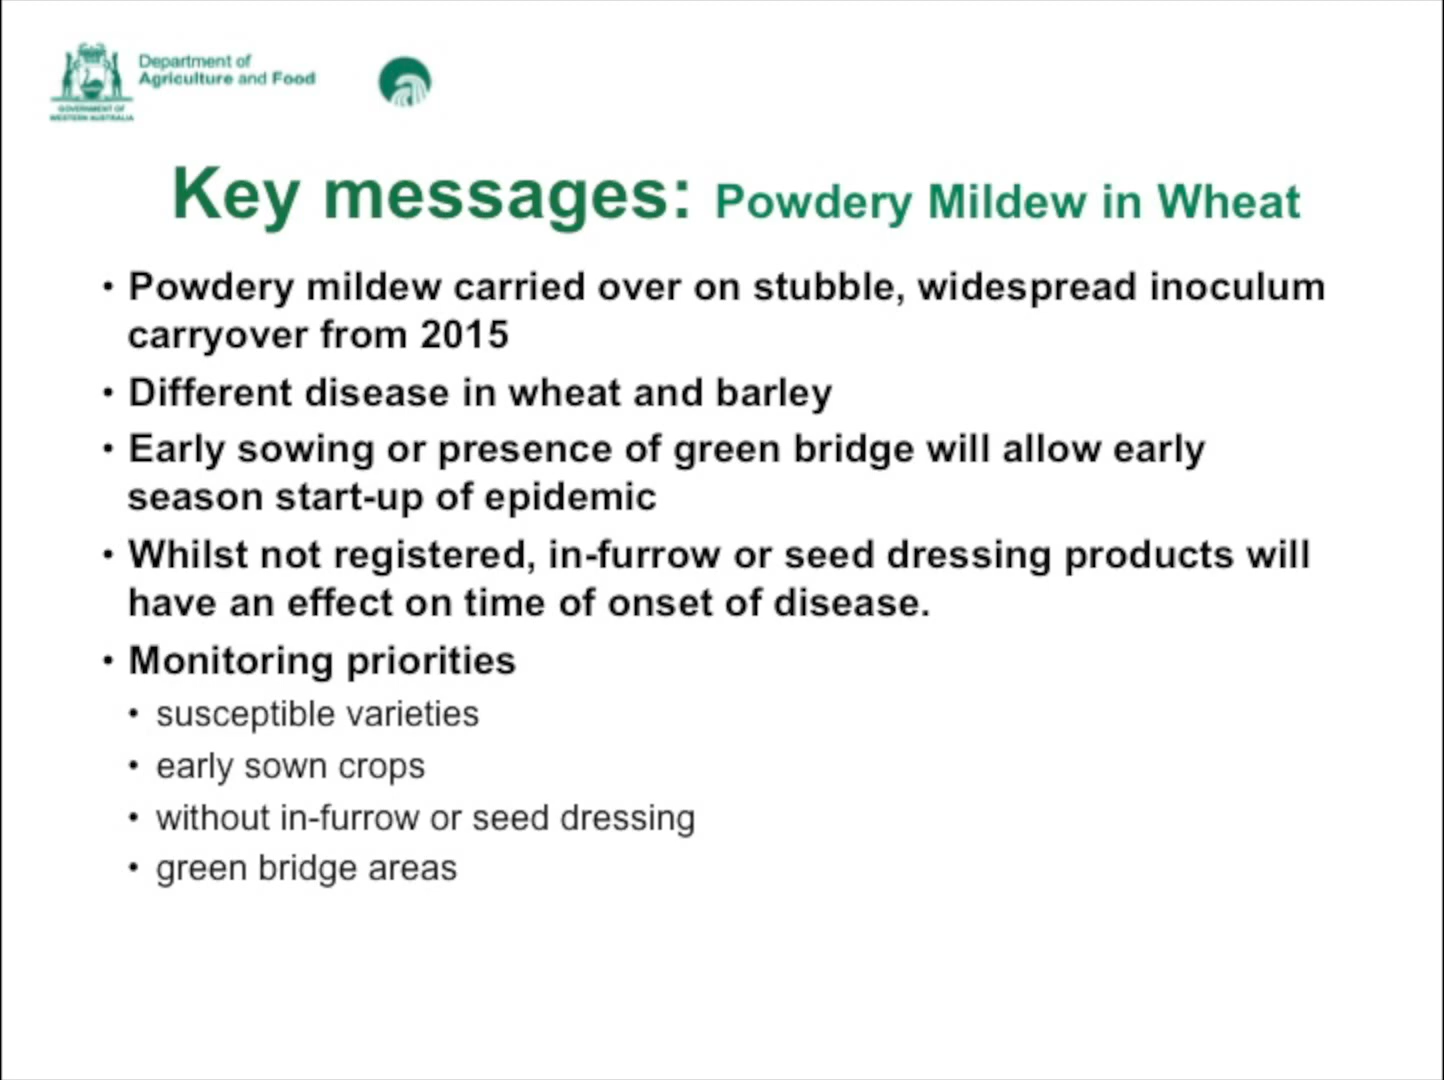 Department of
Agriculture and Food
GOVERNMENT OF
WESTERN AUSTRALIA
Key messages: Powdery Mildew in Wheat
• Powdery mildew carried over on stubble, widespread inoculum
carryover from 2015
• Different disease in wheat and barley
• Early sowing or presence of green bridge will allow early
season start-up of epidemic
• Whilst not registered, in-furrow or seed dressing products will
have an effect on time of onset of disease.
• Monitoring priorities
• susceptible varieties
• early sown crops
• without in-furrow or seed dressing
• green bridge areas